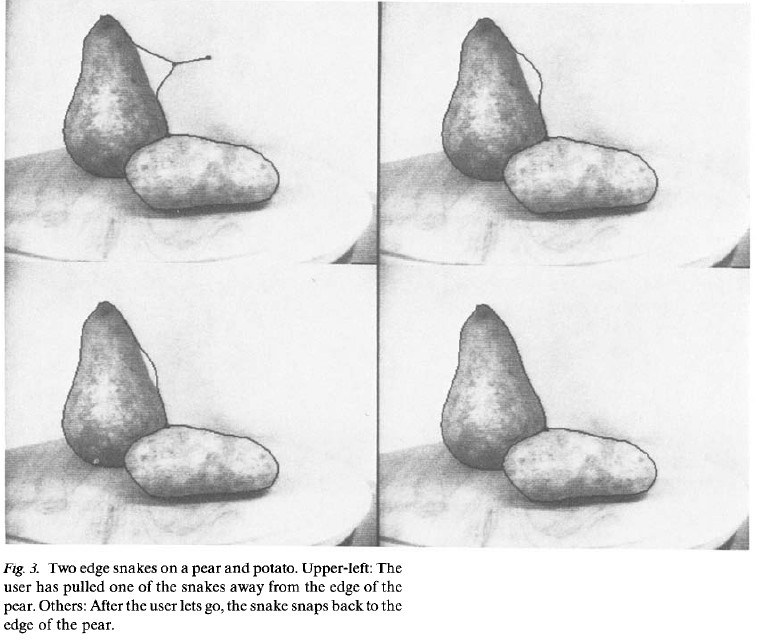 Fig. 3. Two edge snakes on a pear and potato. Upper-left: The
user has pulled one of the snakes away from the edge of the
pear. Others: After the user lets go, the snake snaps back to the
edge of the pear.